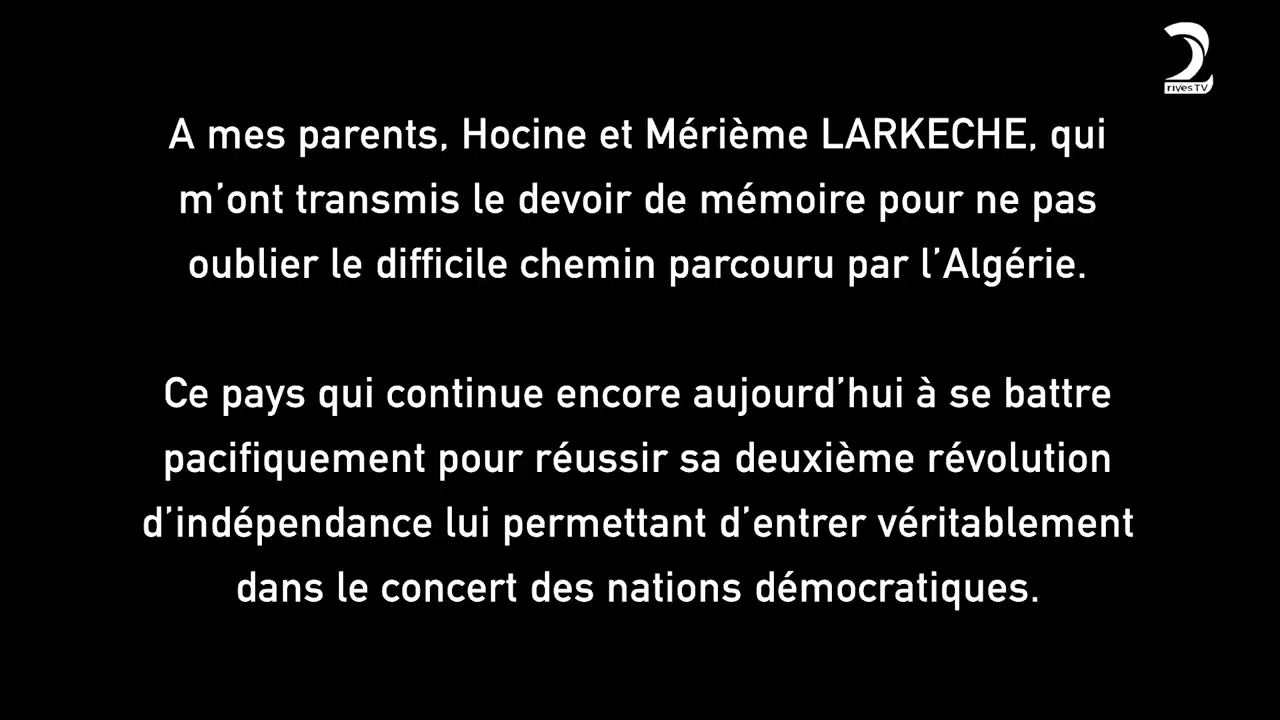 2
rives TV
A mes parents, Hocine et Mérième LARKECHE, qui
m’ont transmis le devoir de mémoire pour ne pas
oublier le difficile chemin parcouru par l’Algérie.
Ce pays qui continue encore aujourd’hui à se battre
pacifiquement pour réussir sa deuxième révolution
d’indépendance lui permettant d’entrer véritablement
dans le concert des nations démocratiques.